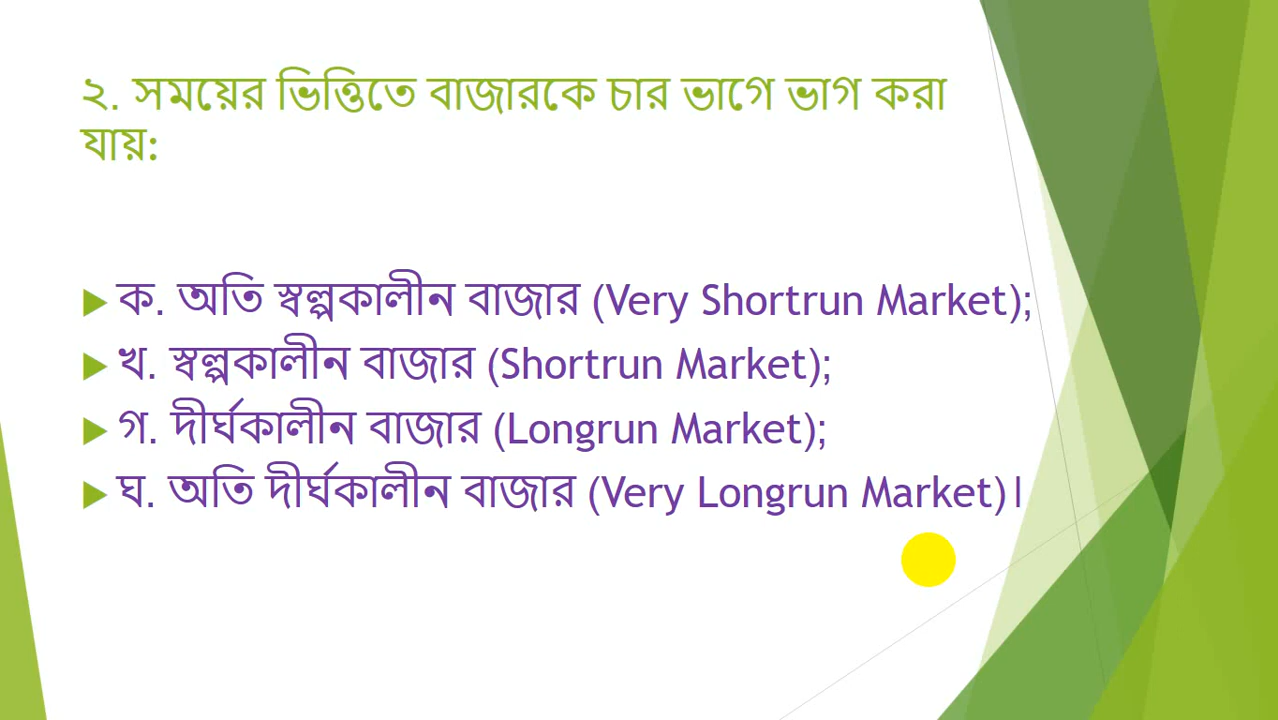 ২. সময়ের ভিত্তিতে বাজারকে চার ভাগে ভাগ করা
যায়:
ক. অতি স্বল্পকালীন বাজার (Very Shortrun Market);
খ. স্বল্পকালীন বাজার (Shortrun Market);
গ. দীর্ঘকালীন বাজার (Longrun Market);
ঘ. অতি দীর্ঘকালীন বাজার (Very Longrun Market)।